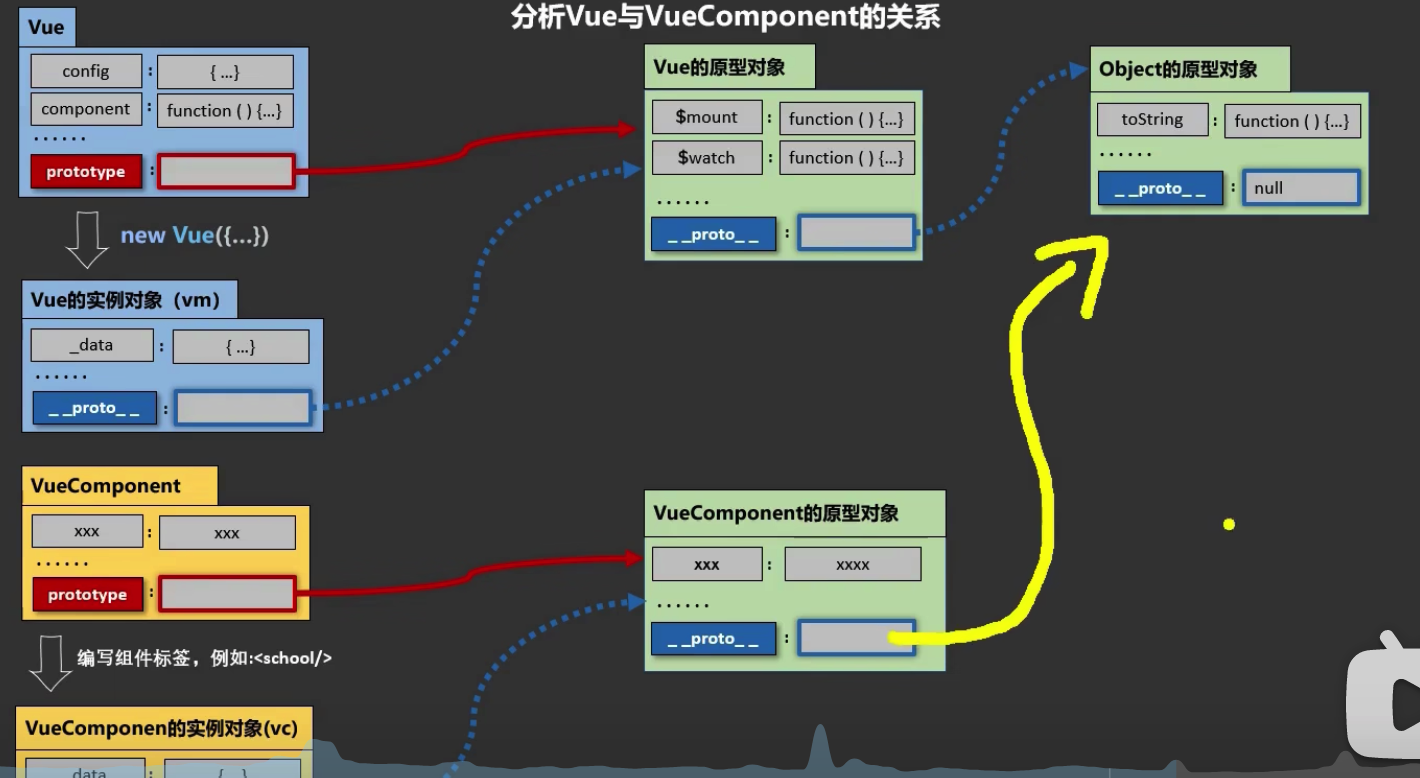 分析Vue与VueComponent的关系
Vue
config : { ...}
component : function ( ) {...}
······
prototype :
new Vue({...})
Vue的实例对象（vm）
_data : { ...}
······
_ _proto_ _ :
VueComponent
xxx : xxx
······
prototype :
编写组件标签，例如:<school/>
VueComponen的实例对象(vc)
data : { }
Vue的原型对象
$mount : function ( ) {...}
$watch : function ( ) {...}
······
_ _proto_ _ :
Object的原型对象
toString : function ( ) {...}
······
_ _proto_ _ : null
VueComponent的原型对象
xxx : xxxx
······
_ _proto_ _ :